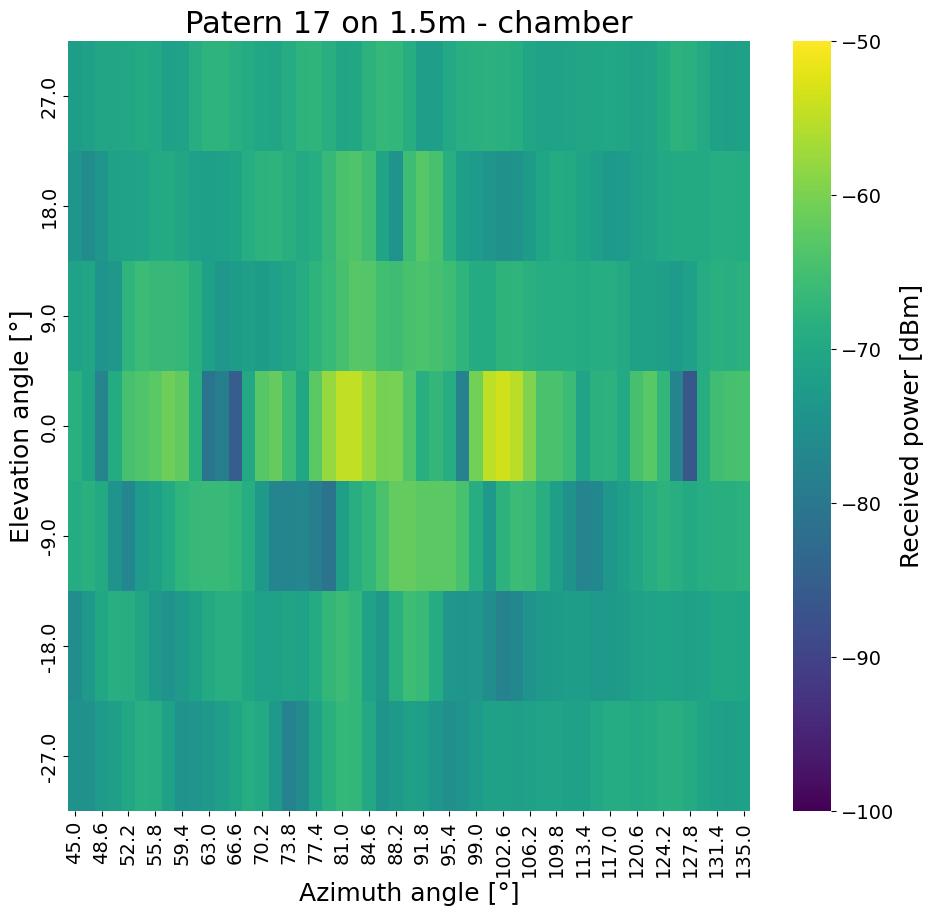 Patern 17 on 1.5m - chamber
Elevation angle [°]
27.0
18.0
9.0
0.0
-9.0
-18.0
-27.0
45.0 48.6 52.2 55.8 59.4 63.0 66.6 70.2 73.8 77.4 81.0 84.6 88.2 91.8 95.4 99.0 102.6 106.2 109.8 113.4 117.0 120.6 124.2 127.8 131.4 135.0
Azimuth angle [°]
−50
−60
−70
−80
−90
−100
Received power [dBm]